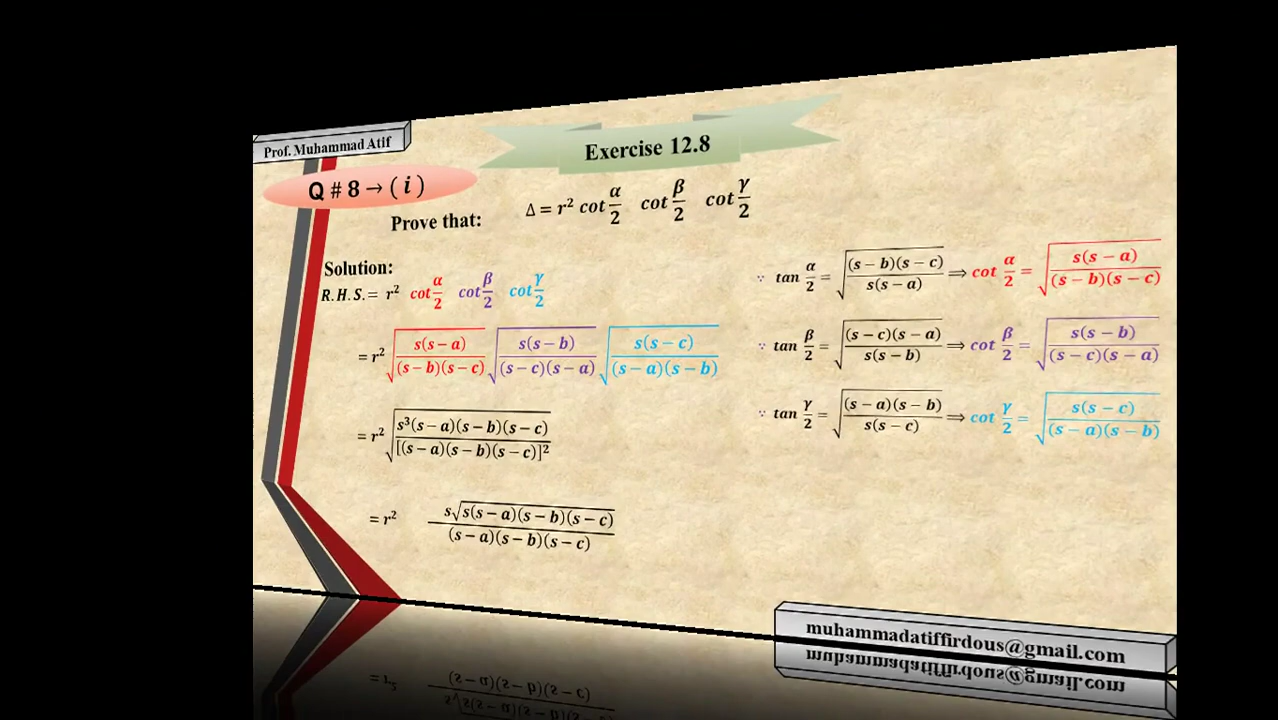 Prof. Muhammad Atif
Exercise 12.8
Q # 8 → ( i )
Prove that: Δ = r² cot α/2 cot β/2 cot γ/2
Solution:
R.H.S. = r² cot α/2 cot β/2 cot γ/2
= r² √(s(s − a)/(s − b)(s − c)) √(s(s − b)/(s − c)(s − a)) √(s(s − c)/(s − a)(s − b))
= r² √(s³(s − a)(s − b)(s − c)/[(s − a)(s − b)(s − c)]²)
= r² s√(s(s − a)(s − b)(s − c))/(s − a)(s − b)(s − c)
∵ tan α/2 = √((s − b)(s − c)/s(s − a)) ⟹ cot α/2 = √(s(s − a)/(s − b)(s − c))
∵ tan β/2 = √((s − c)(s − a)/s(s − b)) ⟹ cot β/2 = √(s(s − b)/(s − c)(s − a))
∵ tan γ/2 = √((s − a)(s − b)/s(s − c)) ⟹ cot γ/2 = √(s(s − c)/(s − a)(s − b))
muhammadatiffirdous@gmail.com